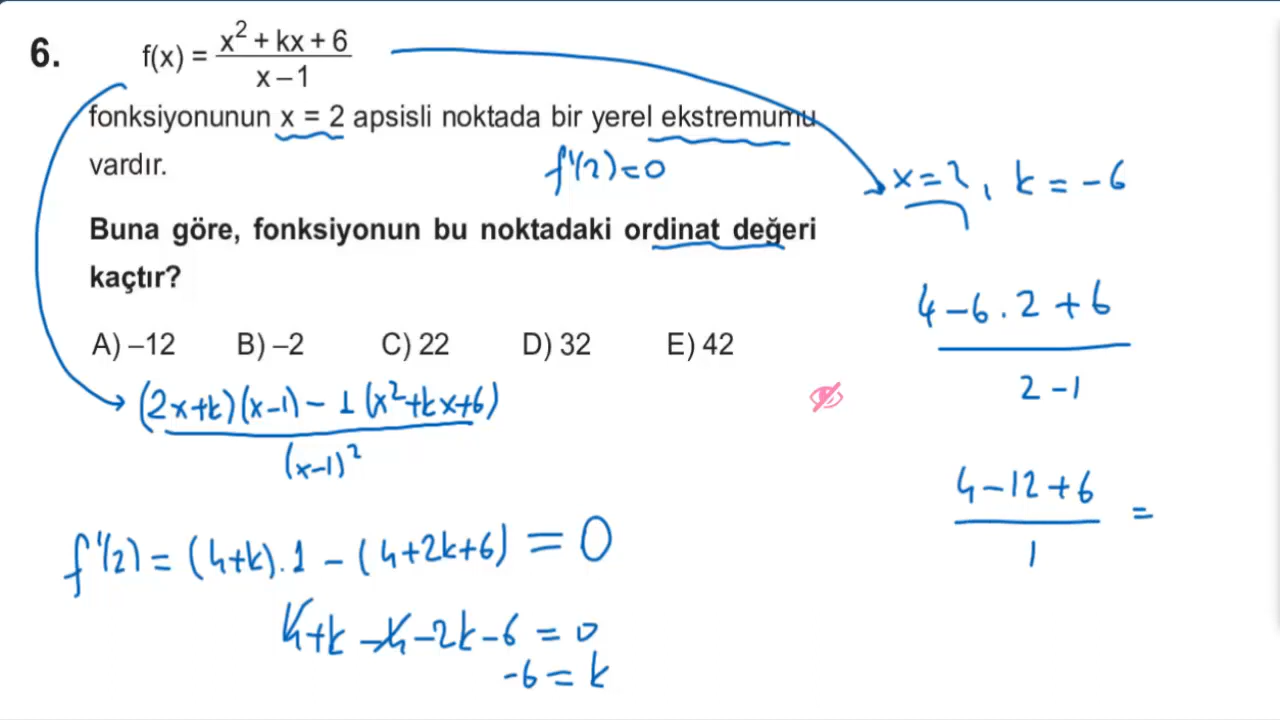 6. f(x) = x² + kx + 6 / x – 1
fonksiyonunun x = 2 apsisli noktada bir yerel ekstremumu
vardır.
f'(2)=0
Buna göre, fonksiyonun bu noktadaki ordinat değeri
kaçtır?
A) –12 B) –2 C) 22 D) 32 E) 42
(2x+k)(x-1) - 1(x²+kx+6)
(x-1)²
f'(2) = (4+k).1 - (4+2k+6) = 0
4+k - 4 - 2k - 6 = 0
-6 = k
x=2, k = -6
4 - 6.2 + 6
2 - 1
4 - 12 + 6 =
1